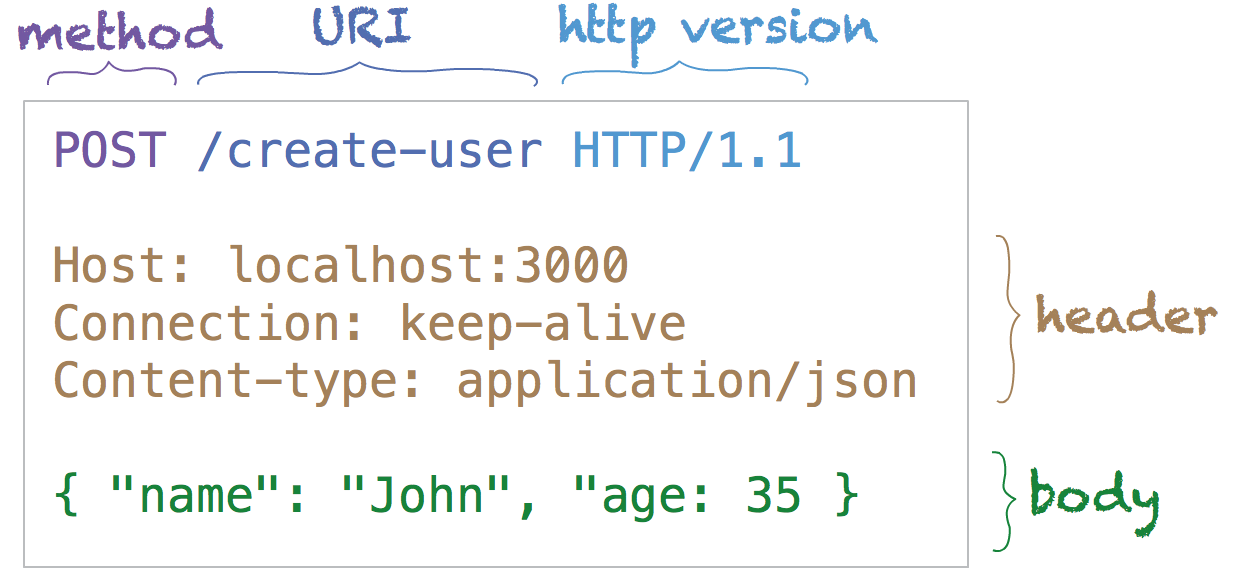 method URI http version
POST /create-user HTTP/1.1
Host: localhost:3000
Connection: keep-alive
Content-type: application/json
header
{ "name": "John", "age: 35 }
body